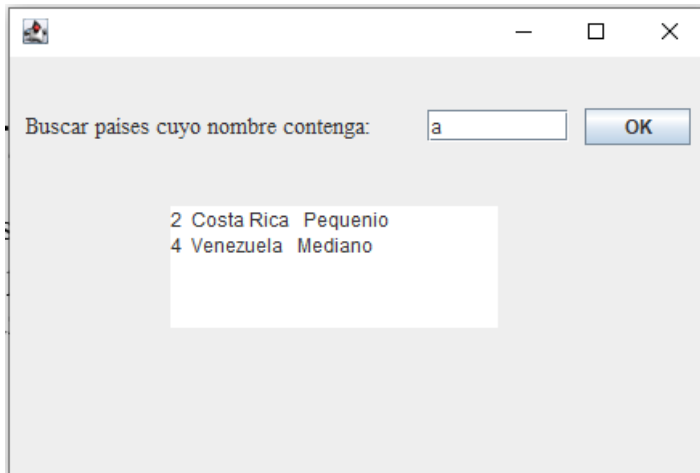 Buscar paises cuyo nombre contenga: a OK
2 Costa Rica Pequenio
4 Venezuela Mediano